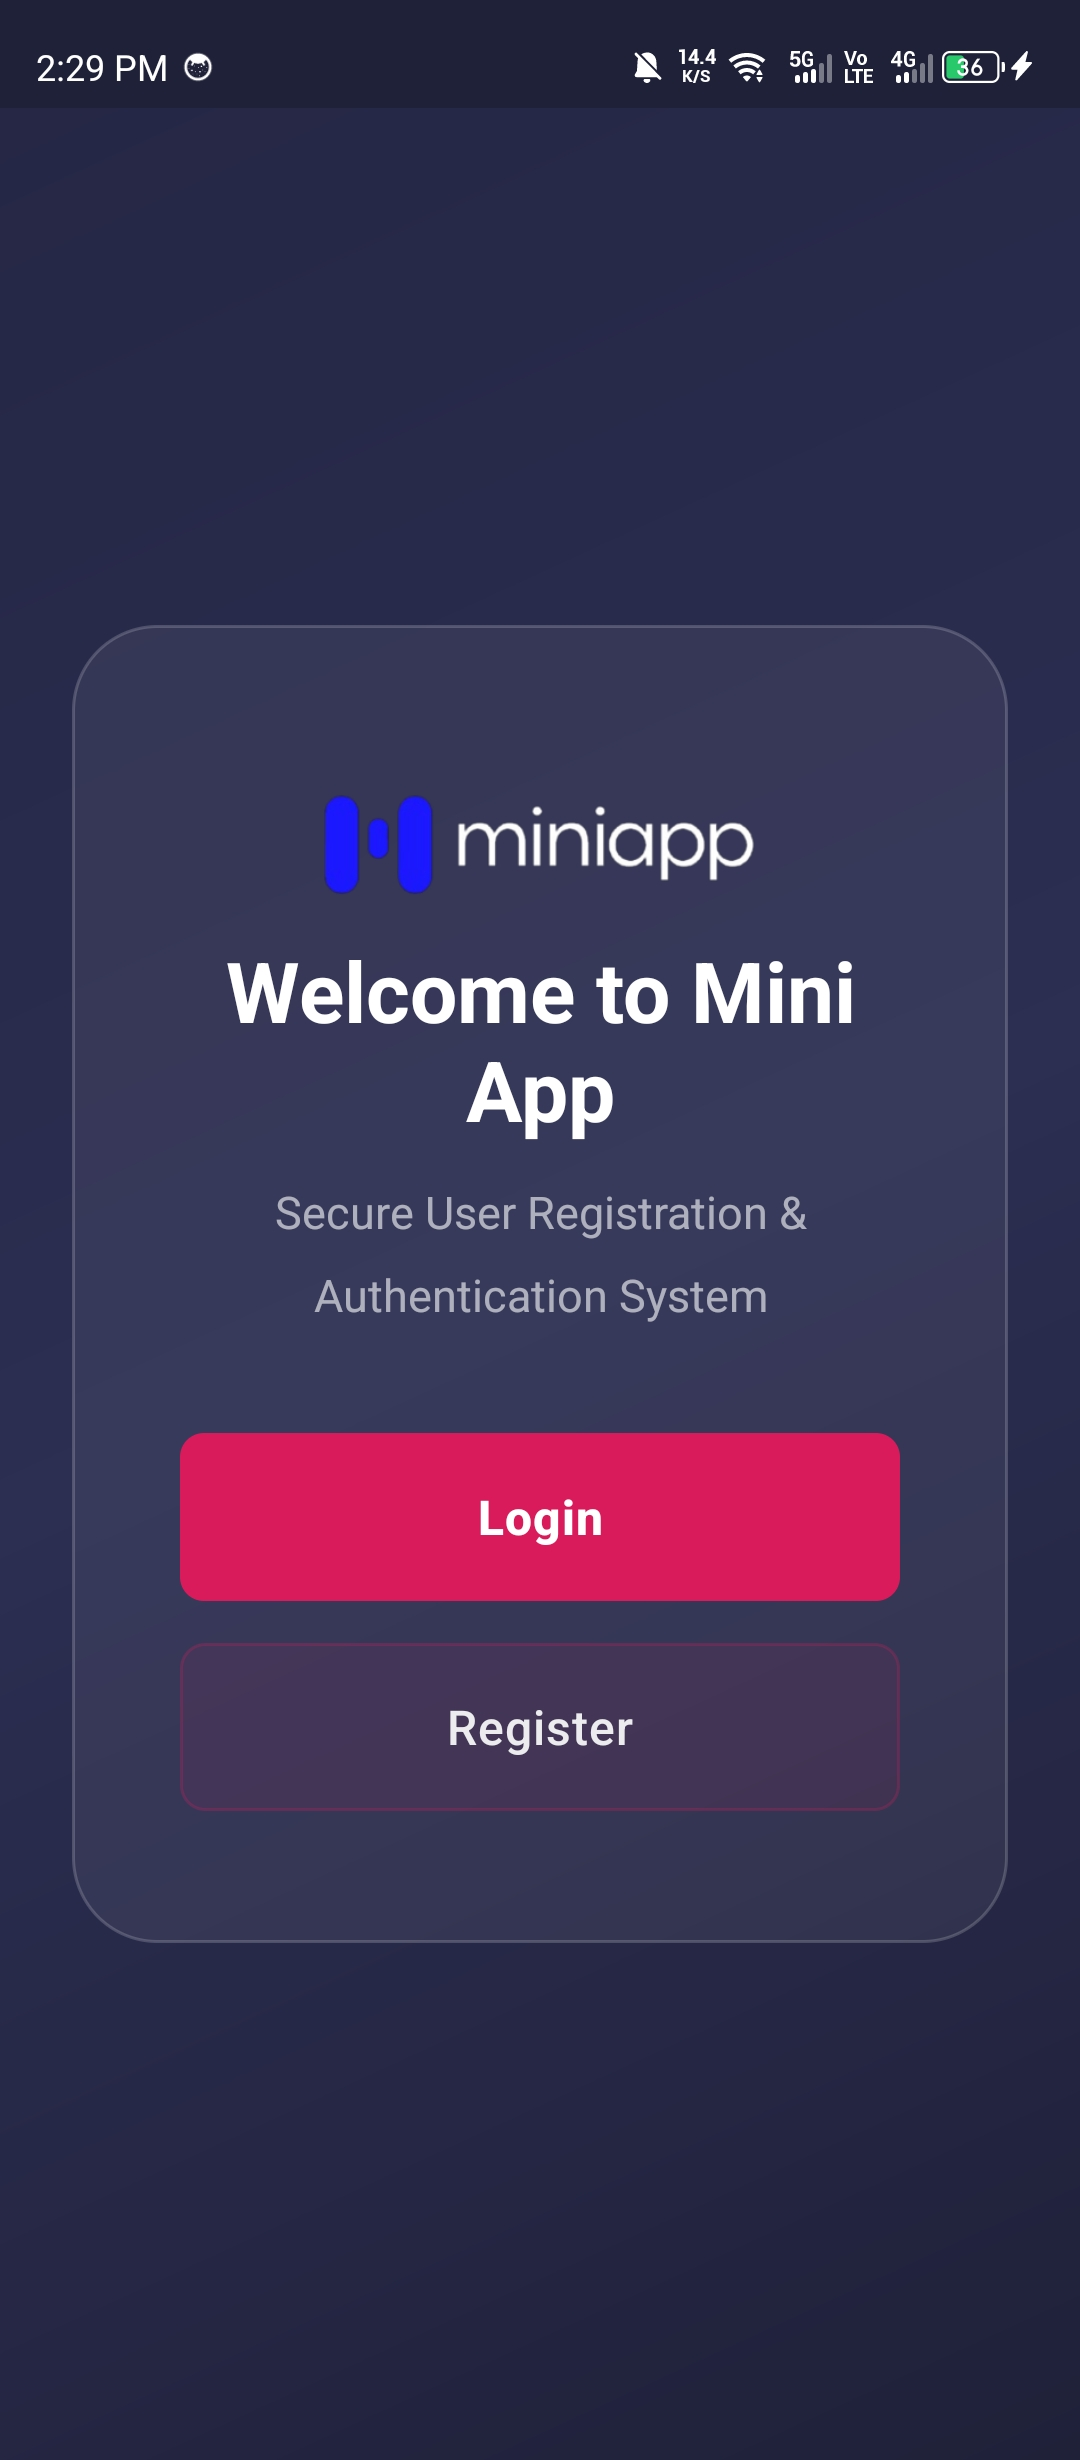 2:29 PM 14.4 K/S 5G Vo LTE 4G 36
miniapp
Welcome to Mini
App
Secure User Registration &
Authentication System
Login
Register